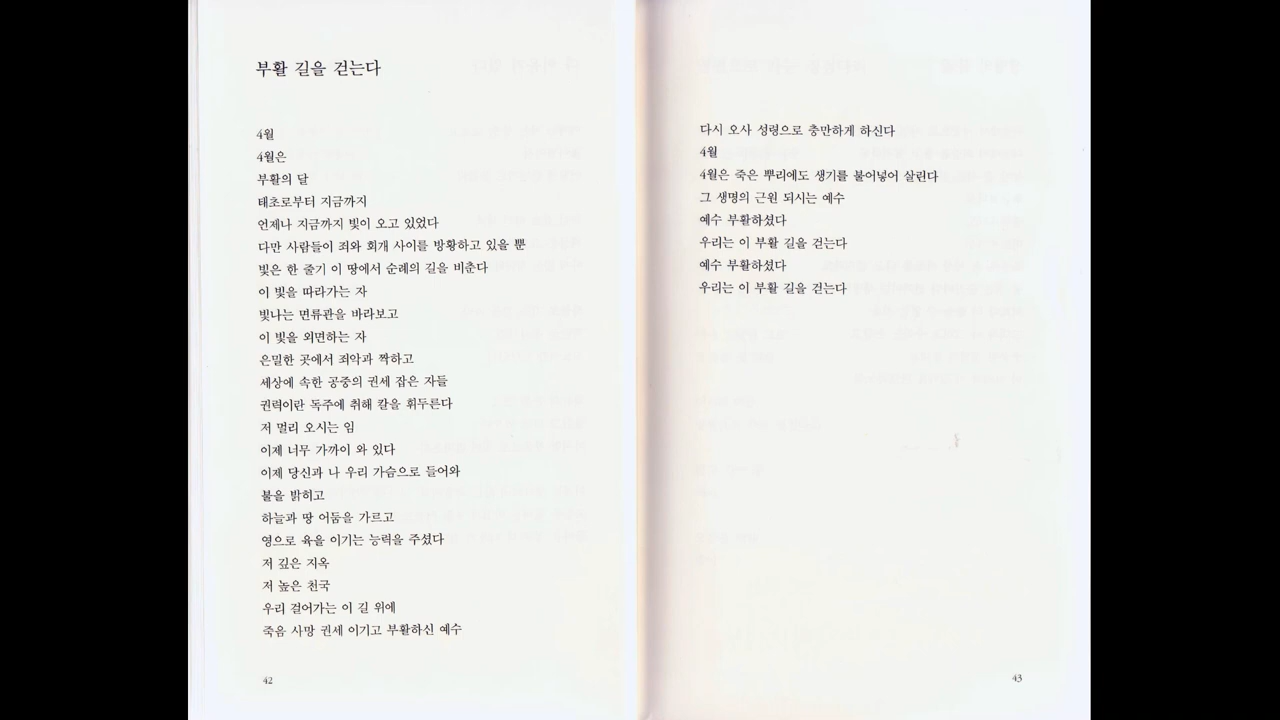 부활 길을 걷는다
4월
4월은
부활의 달
태초로부터 지금까지
언제나 지금까지 빛이 오고 있었다
다만 사람들이 죄와 회개 사이를 방황하고 있을 뿐
빛은 한 줄기 이 땅에서 순례의 길을 비춘다
이 빛을 따라가는 자
빛나는 면류관을 바라보고
이 빛을 외면하는 자
은밀한 곳에서 죄악과 짝하고
세상에 속한 공중의 권세 잡은 자들
권력이란 독주에 취해 칼을 휘두른다
저 멀리 오시는 임
이제 너무 가까이 와 있다
이제 당신과 나 우리 가슴으로 들어와
불을 밝히고
하늘과 땅 어둠을 가르고
영으로 육을 이기는 능력을 주셨다
저 깊은 지옥
저 높은 천국
우리 걸어가는 이 길 위에
죽음 사망 권세 이기고 부활하신 예수
42
다시 오사 성령으로 충만하게 하신다
4월
4월은 죽은 뿌리에도 생기를 불어넣어 살린다
그 생명의 근원 되시는 예수
예수 부활하셨다
우리는 이 부활 길을 걷는다
예수 부활하셨다
우리는 이 부활 길을 걷는다
43